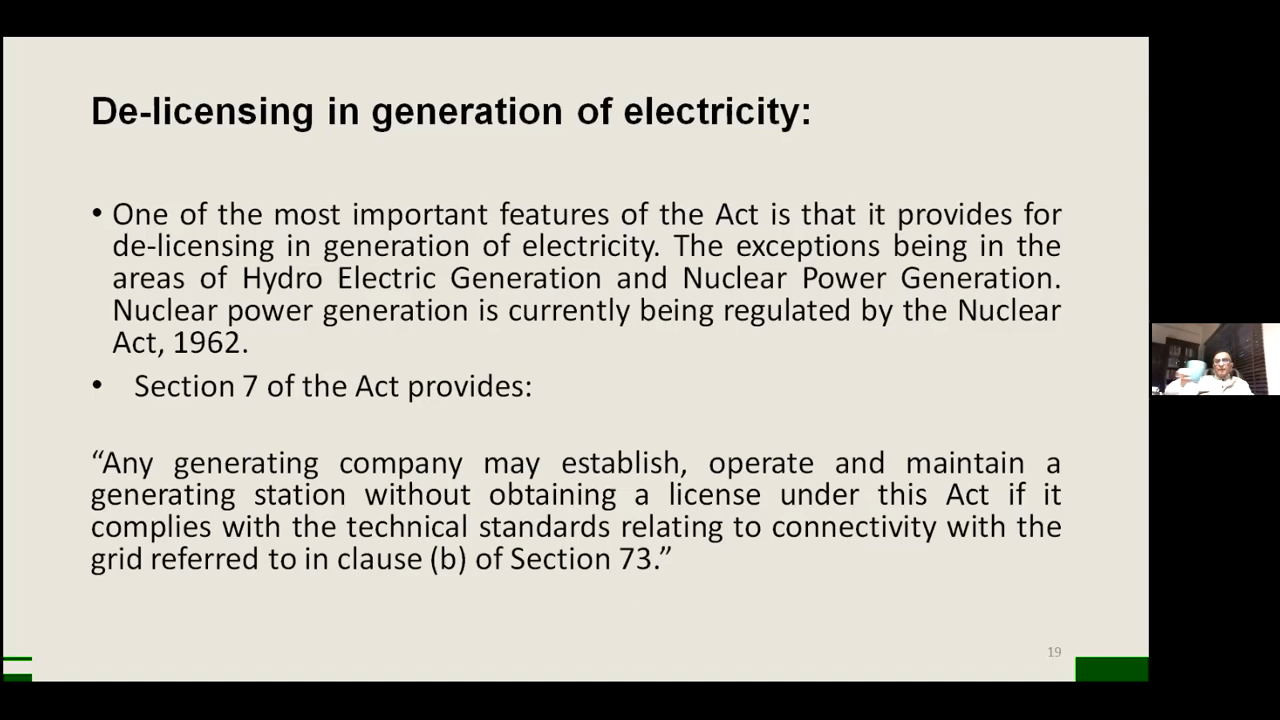 De-licensing in generation of electricity:
• One of the most important features of the Act is that it provides for
de-licensing in generation of electricity. The exceptions being in the
areas of Hydro Electric Generation and Nuclear Power Generation.
Nuclear power generation is currently being regulated by the Nuclear
Act, 1962.
• Section 7 of the Act provides:
“Any generating company may establish, operate and maintain a
generating station without obtaining a license under this Act if it
complies with the technical standards relating to connectivity with the
grid referred to in clause (b) of Section 73.”
19